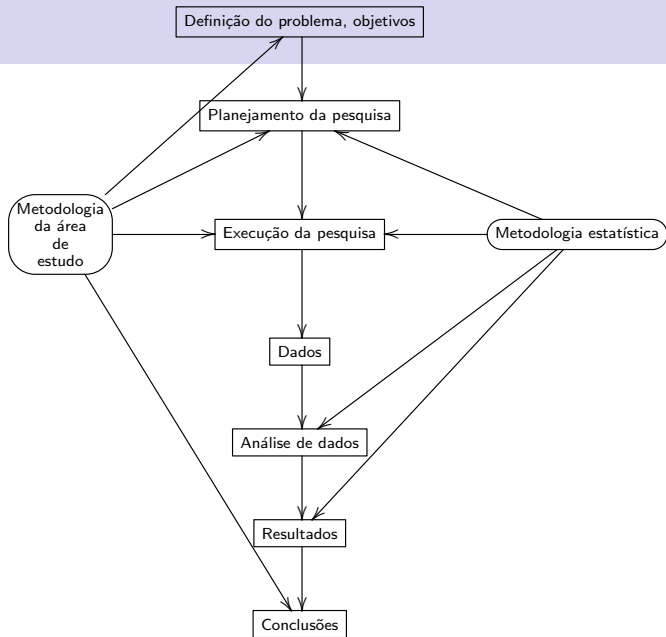 Definição do problema, objetivos
Planejamento da pesquisa
Metodologia
da área
de
estudo
Execução da pesquisa
Metodologia estatística
Dados
Análise de dados
Resultados
Conclusões